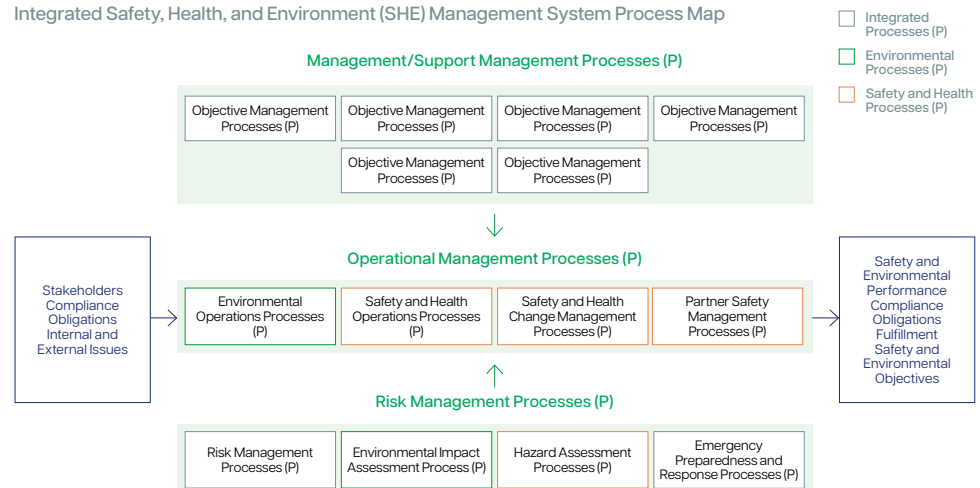 Integrated Safety, Health, and Environment (SHE) Management System Process Map
Integrated
Processes (P)
Environmental
Processes (P)
Safety and Health
Processes (P)
Management/Support Management Processes (P)
Objective Management
Processes (P)
Objective Management
Processes (P)
Objective Management
Processes (P)
Objective Management
Processes (P)
Objective Management
Processes (P)
Objective Management
Processes (P)
Stakeholders
Compliance
Obligations
Internal and
External Issues
Operational Management Processes (P)
Environmental
Operations Processes
(P)
Safety and Health
Operations Processes
(P)
Safety and Health
Change Management
Processes (P)
Partner Safety
Management
Processes (P)
Safety and
Environmental
Performance
Compliance
Obligations
Fulfillment
Safety and
Environmental
Objectives
Risk Management Processes (P)
Risk Management
Processes (P)
Environmental Impact
Assessment Process (P)
Hazard Assessment
Processes (P)
Emergency
Preparedness and
Response Processes (P)